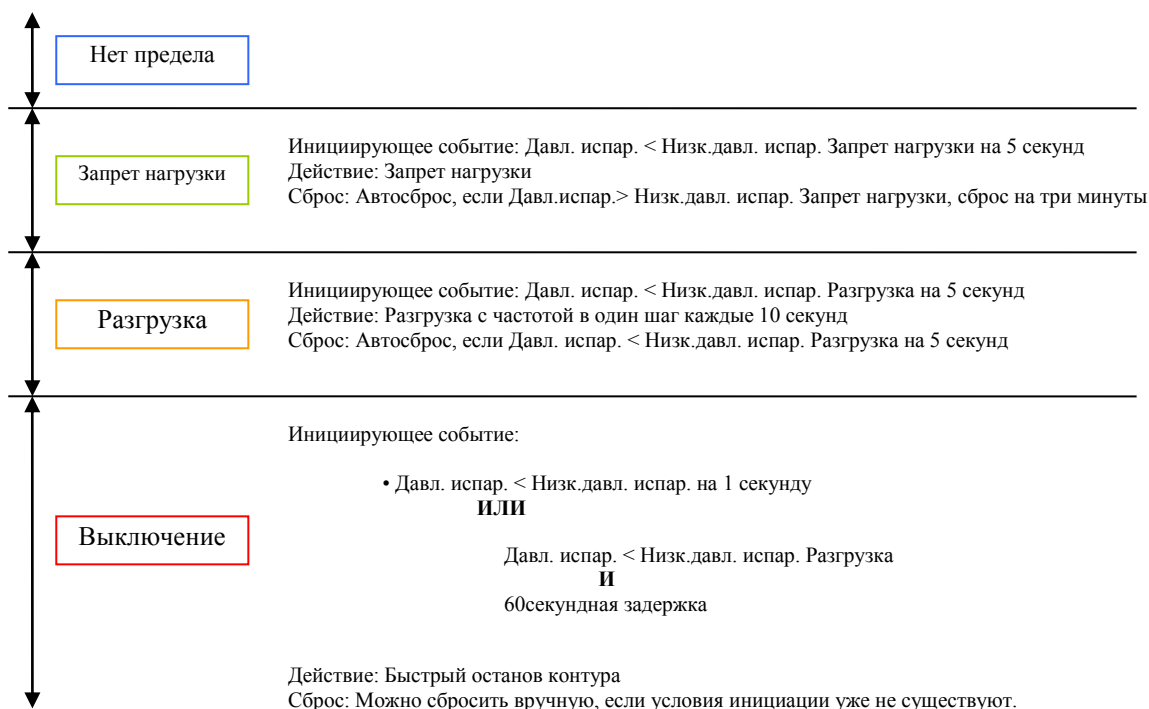 Нет предела
Запрет нагрузки
Инициирующее событие: Давл. испар. < Низк.давл. испар. Запрет нагрузки на 5 секунд
Действие: Запрет нагрузки
Сброс: Автосброс, если Давл.испар.> Низк.давл. испар. Запрет нагрузки, сброс на три минуты
Разгрузка
Инициирующее событие: Давл. испар. < Низк.давл. испар. Разгрузка на 5 секунд
Действие: Разгрузка с частотой в один шаг каждые 10 секунд
Сброс: Автосброс, если Давл. испар. < Низк.давл. испар. Разгрузка на 5 секунд
Выключение
Инициирующее событие:
• Давл. испар. < Низк.давл. испар. на 1 секунду
ИЛИ
Давл. испар. < Низк.давл. испар. Разгрузка
И
60секундная задержка
Действие: Быстрый останов контура
Сброс: Можно сбросить вручную, если условия инициации уже не существуют.